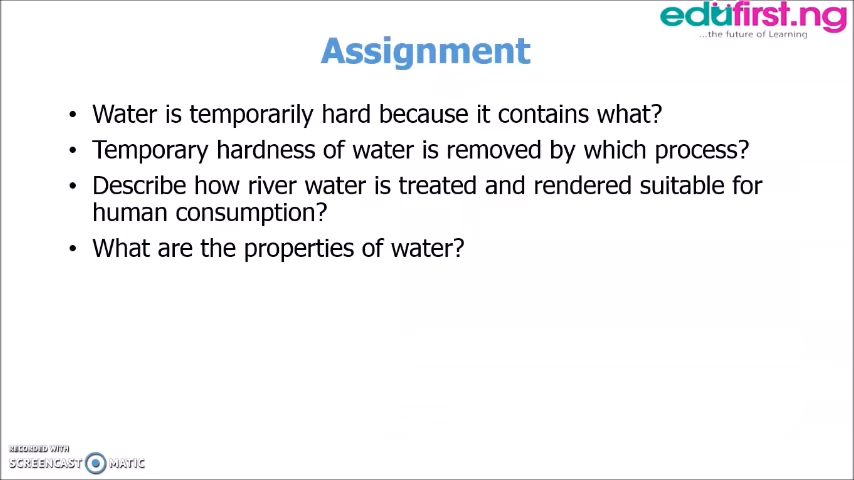 edufirst.ng
...the future of Learning
Assignment
• Water is temporarily hard because it contains what?
• Temporary hardness of water is removed by which process?
• Describe how river water is treated and rendered suitable for
human consumption?
• What are the properties of water?
RECORDED WITH
SCREENCAST MATIC